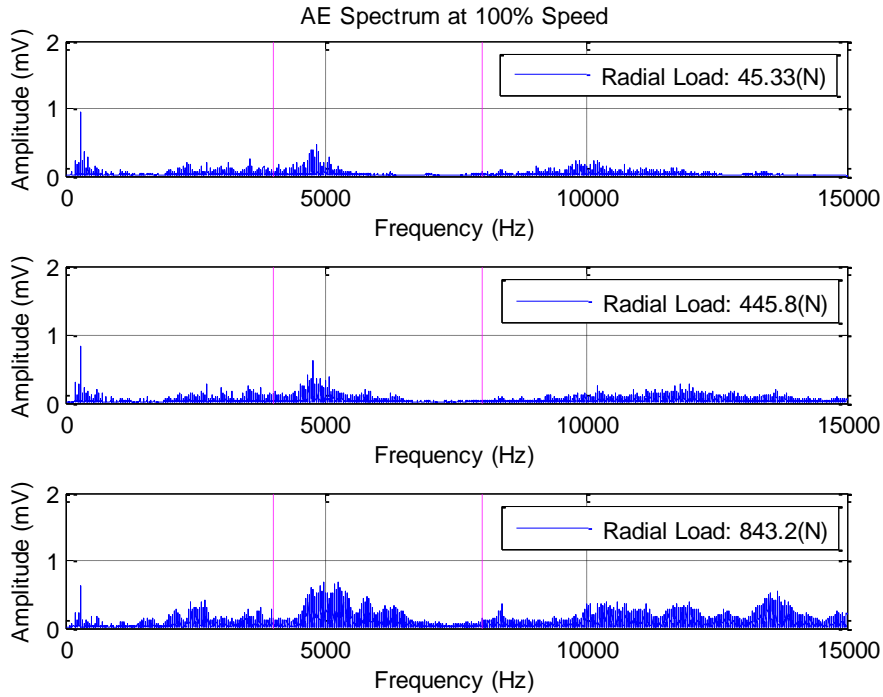 AE Spectrum at 100% Speed
2
1
0
Amplitude (mV)
Radial Load: 45.33(N)
0
5000
10000
15000
Frequency (Hz)
2
1
0
Amplitude (mV)
Radial Load: 445.8(N)
0
5000
10000
15000
Frequency (Hz)
2
1
0
Amplitude (mV)
Radial Load: 843.2(N)
0
5000
10000
15000
Frequency (Hz)